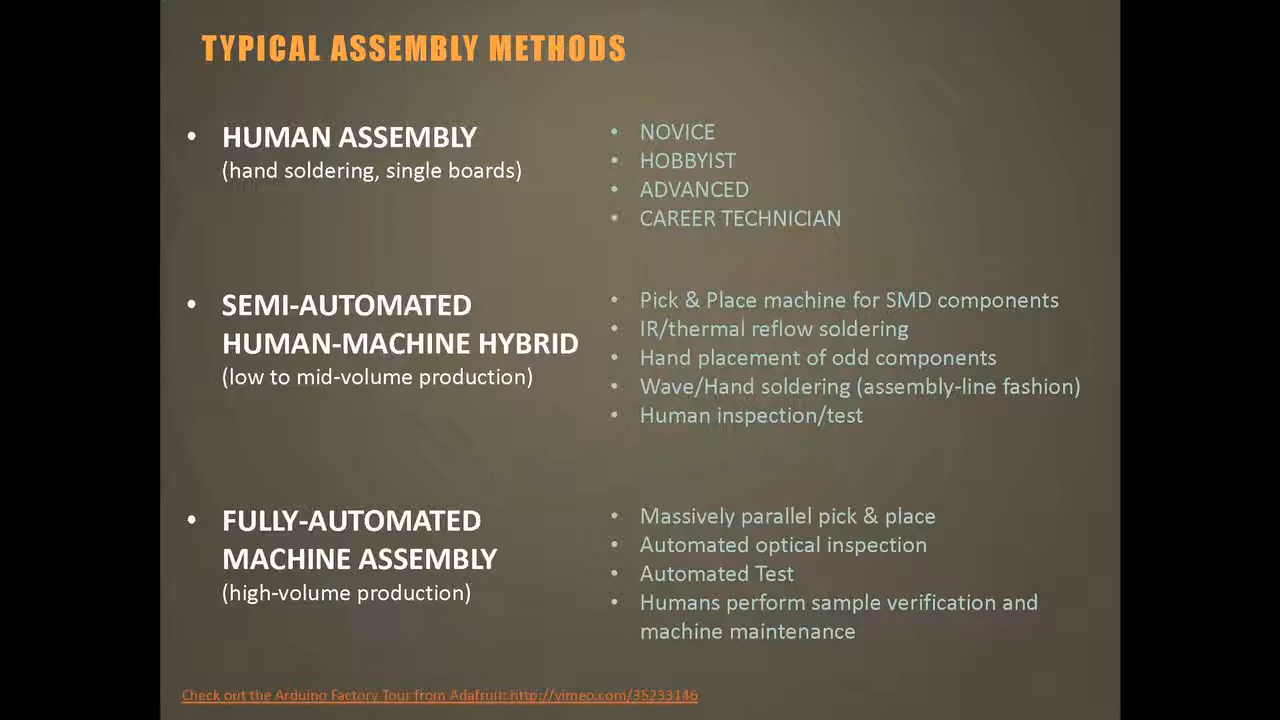 TYPICAL ASSEMBLY METHODS
• HUMAN ASSEMBLY
(hand soldering, single boards)
• NOVICE
• HOBBYIST
• ADVANCED
• CAREER TECHNICIAN
• SEMI-AUTOMATED
HUMAN-MACHINE HYBRID
(low to mid-volume production)
• Pick & Place machine for SMD components
• IR/thermal reflow soldering
• Hand placement of odd components
• Wave/Hand soldering (assembly-line fashion)
• Human inspection/test
• FULLY-AUTOMATED
MACHINE ASSEMBLY
(high-volume production)
• Massively parallel pick & place
• Automated optical inspection
• Automated Test
• Humans perform sample verification and
machine maintenance
Check out the Arduino Factory Tour from Adafruit: http://vimeo.com/35233146